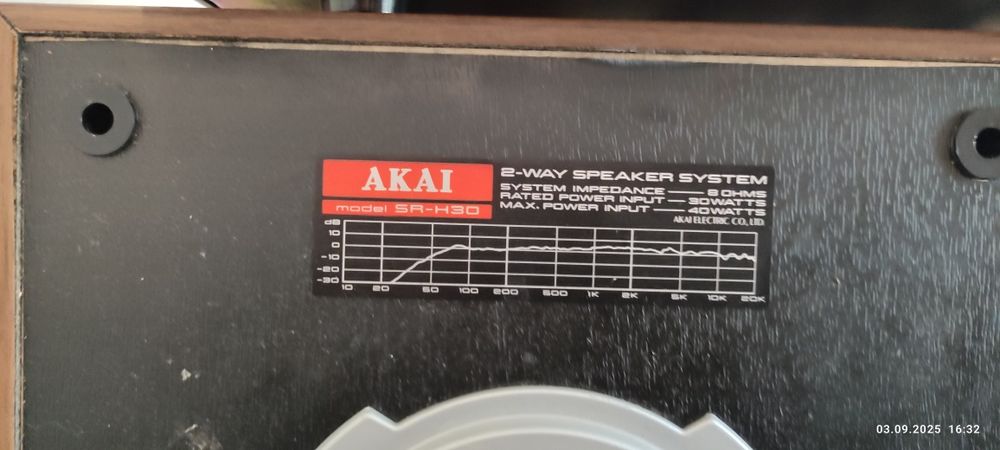 AKAI
model SR-H30
2-WAY SPEAKER SYSTEM
SYSTEM IMPEDANCE 8 OHMS
RATED POWER INPUT 30WATTS
MAX. POWER INPUT 40WATTS
AKAI ELECTRIC CO., LTD.
dB
10
0
-10
-20
-30
10 20 50 100 200 500 1K 2K 5K 10K 20K
03.09.2025 16:32